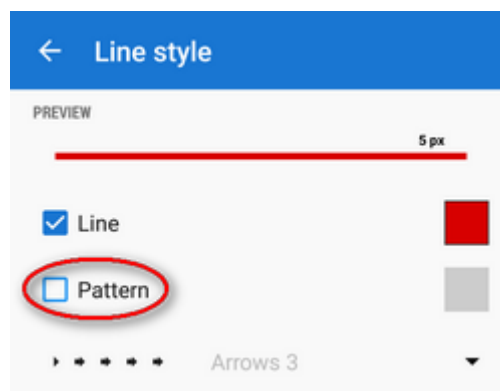 Line style
PREVIEW
5 px
Line
Pattern
Arrows 3